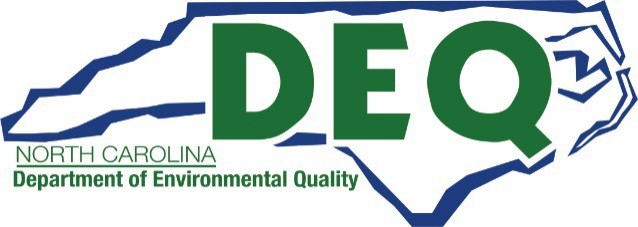 DEQ
NORTH CAROLINA
Department of Environmental Quality